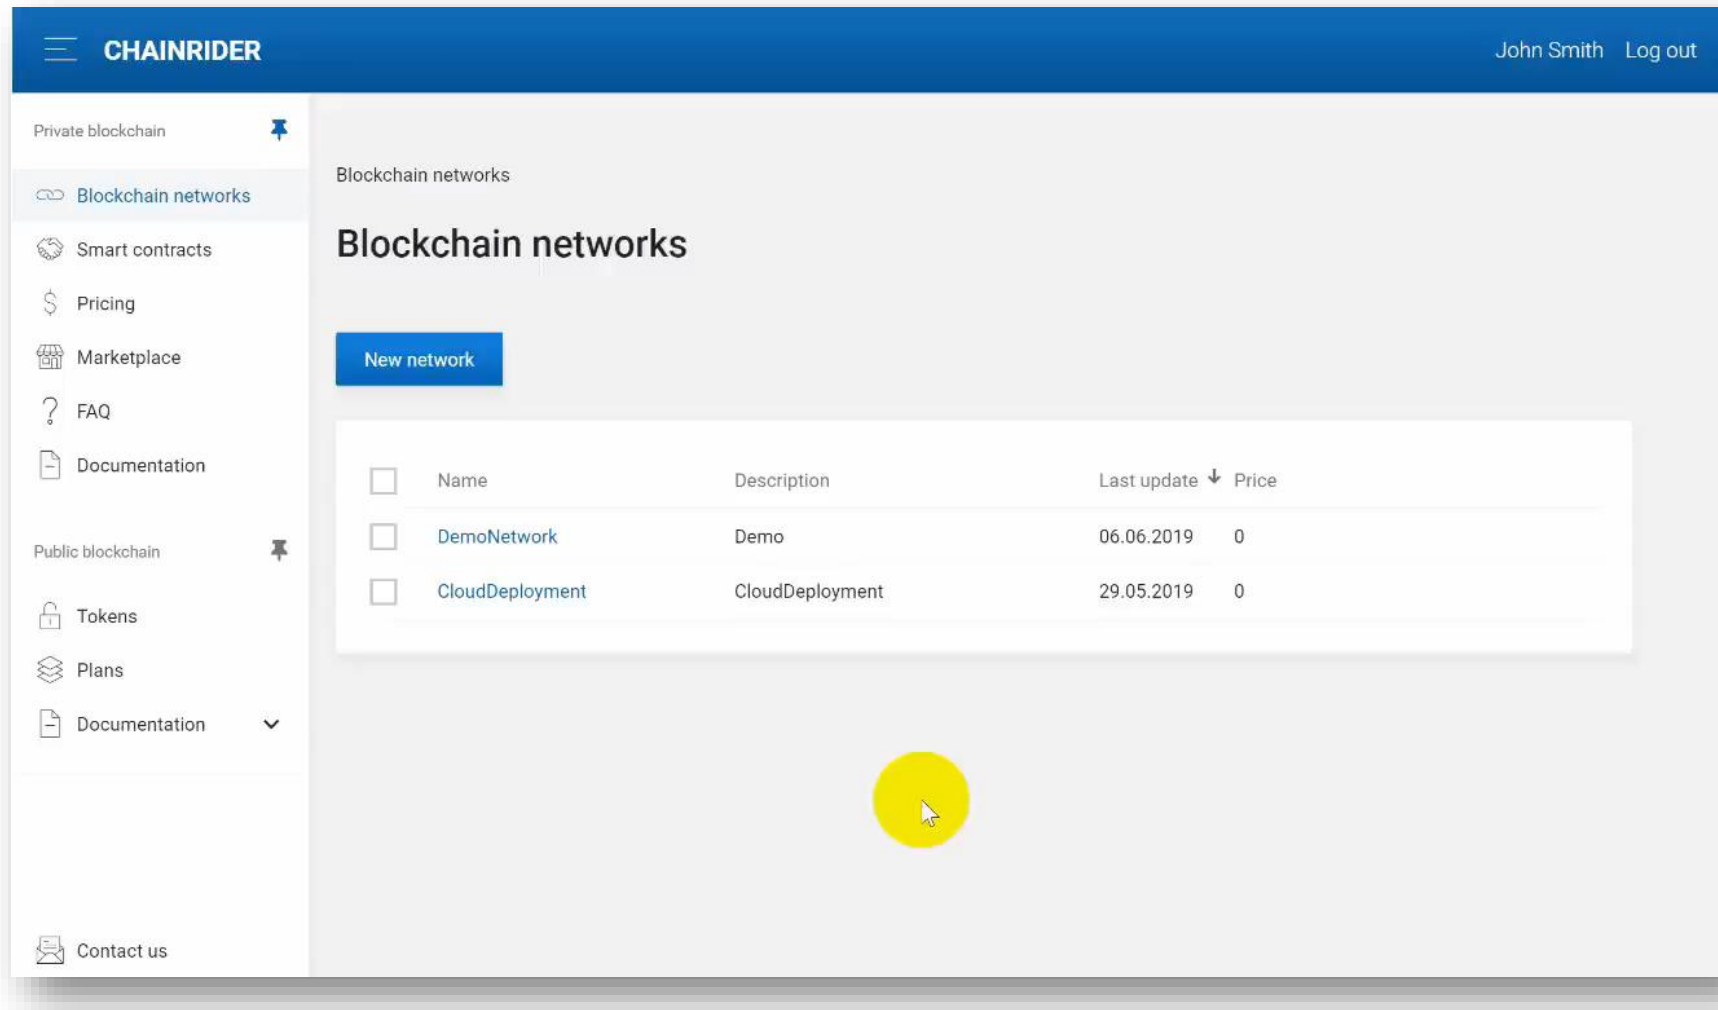 CHAINRIDER
John Smith Log out
Private blockchain
Blockchain networks
Smart contracts
Pricing
Marketplace
FAQ
Documentation
Public blockchain
Tokens
Plans
Documentation
Contact us
Blockchain networks
Blockchain networks
New network
Name Description Last update Price
DemoNetwork Demo 06.06.2019 0
CloudDeployment CloudDeployment 29.05.2019 0